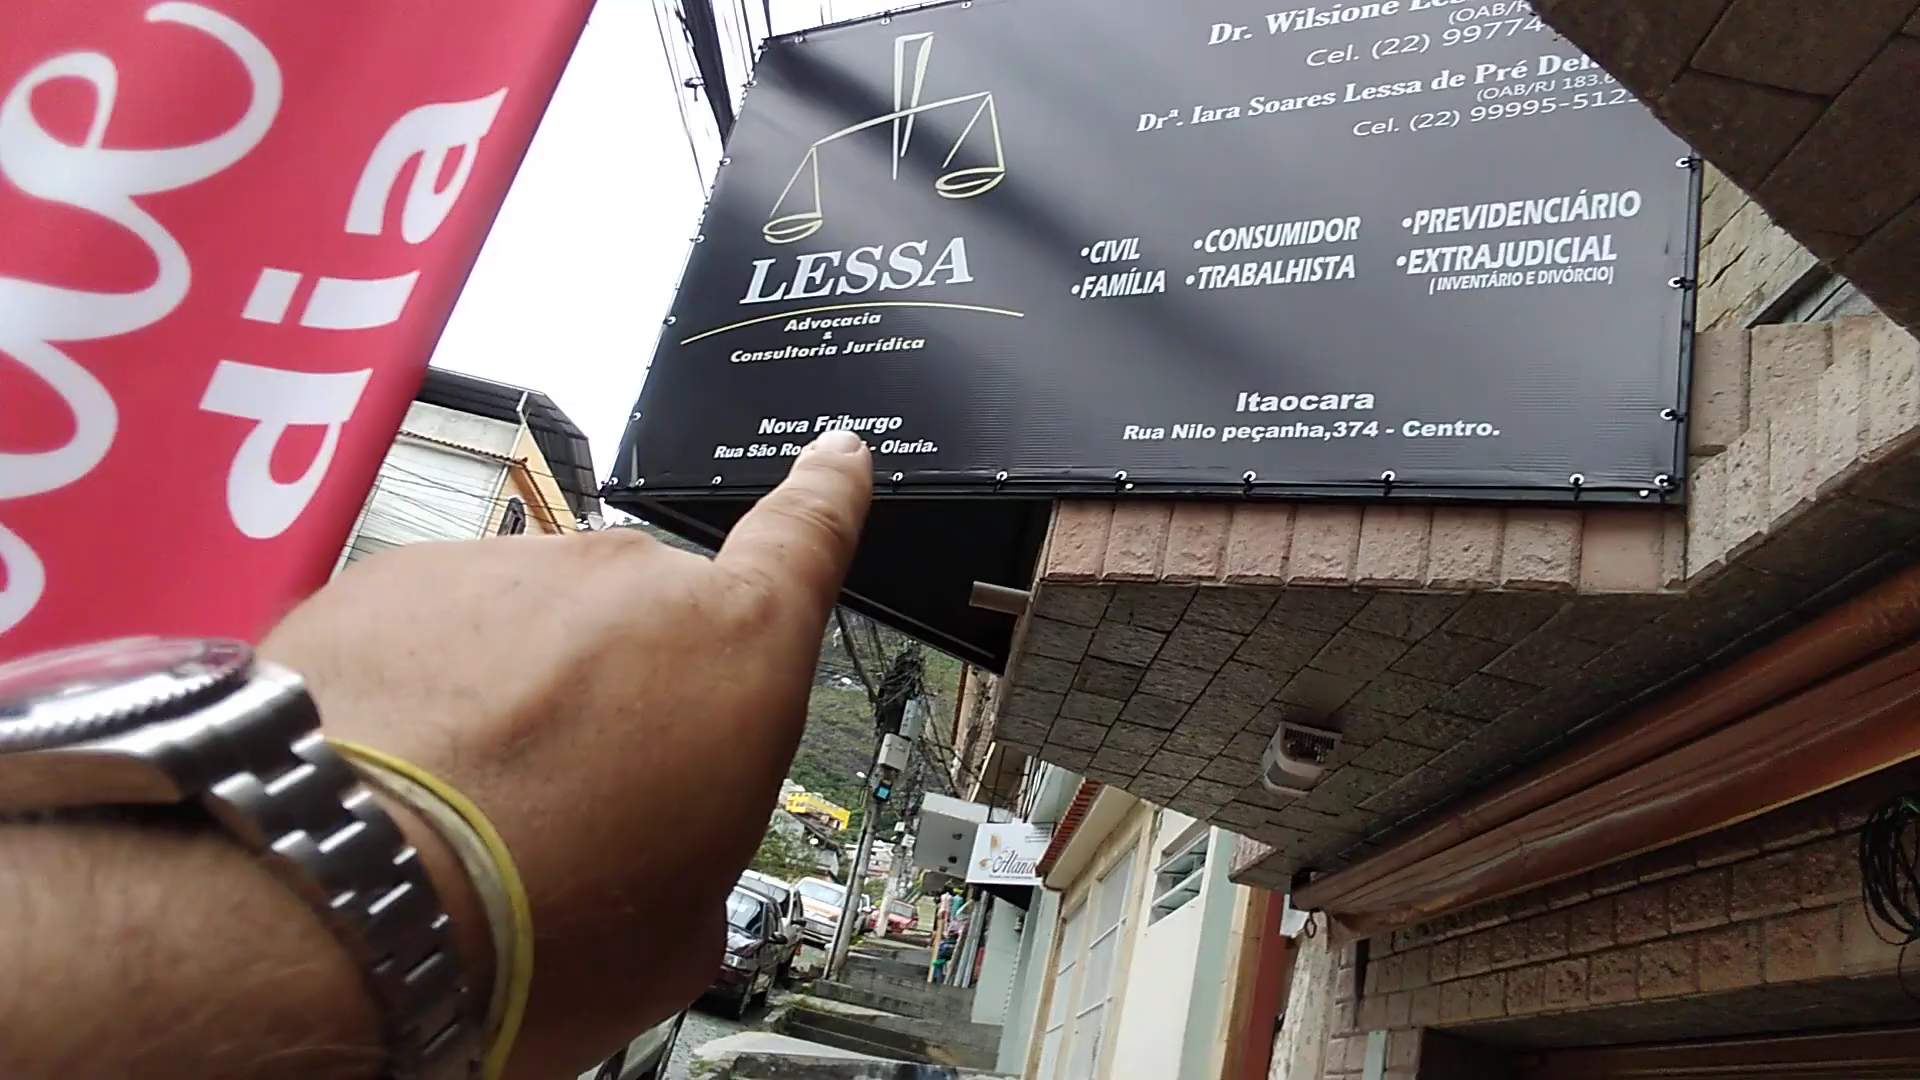 dia
Dr. Wilsione
(OAB/R
Cel. (22) 99774-
Drª. Iara Soares Lessa de Pré
(OAB/RJ 183.6
Cel. (22) 99995-512
LESSA
Advocacia
&
Consultoria Jurídica
•CIVIL
•FAMÍLIA
•CONSUMIDOR
•TRABALHISTA
•PREVIDENCIÁRIO
•EXTRAJUDICIAL
( INVENTÁRIO E DIVÓRCIO)
Nova Friburgo
Rua São - Olaria.
Itaocara
Rua Nilo peçanha,374 - Centro.
Alana